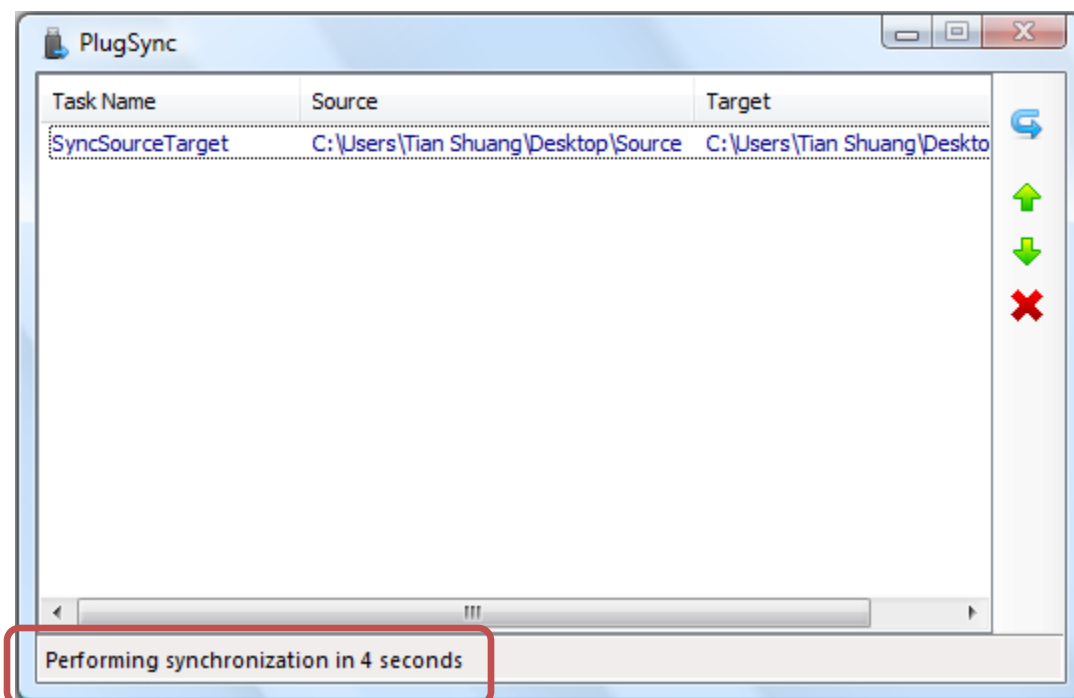 PlugSync
Task Name Source Target
SyncSourceTarget C:\Users\Tian Shuang\Desktop\Source C:\Users\Tian Shuang\Deskto
Performing synchronization in 4 seconds